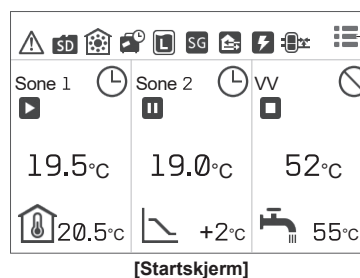 SD L SG
Sone 1 Sone 2 VV
19.5°C 19.0°C 52°C
20.5°C +2°C 55°C
[Startskjerm]